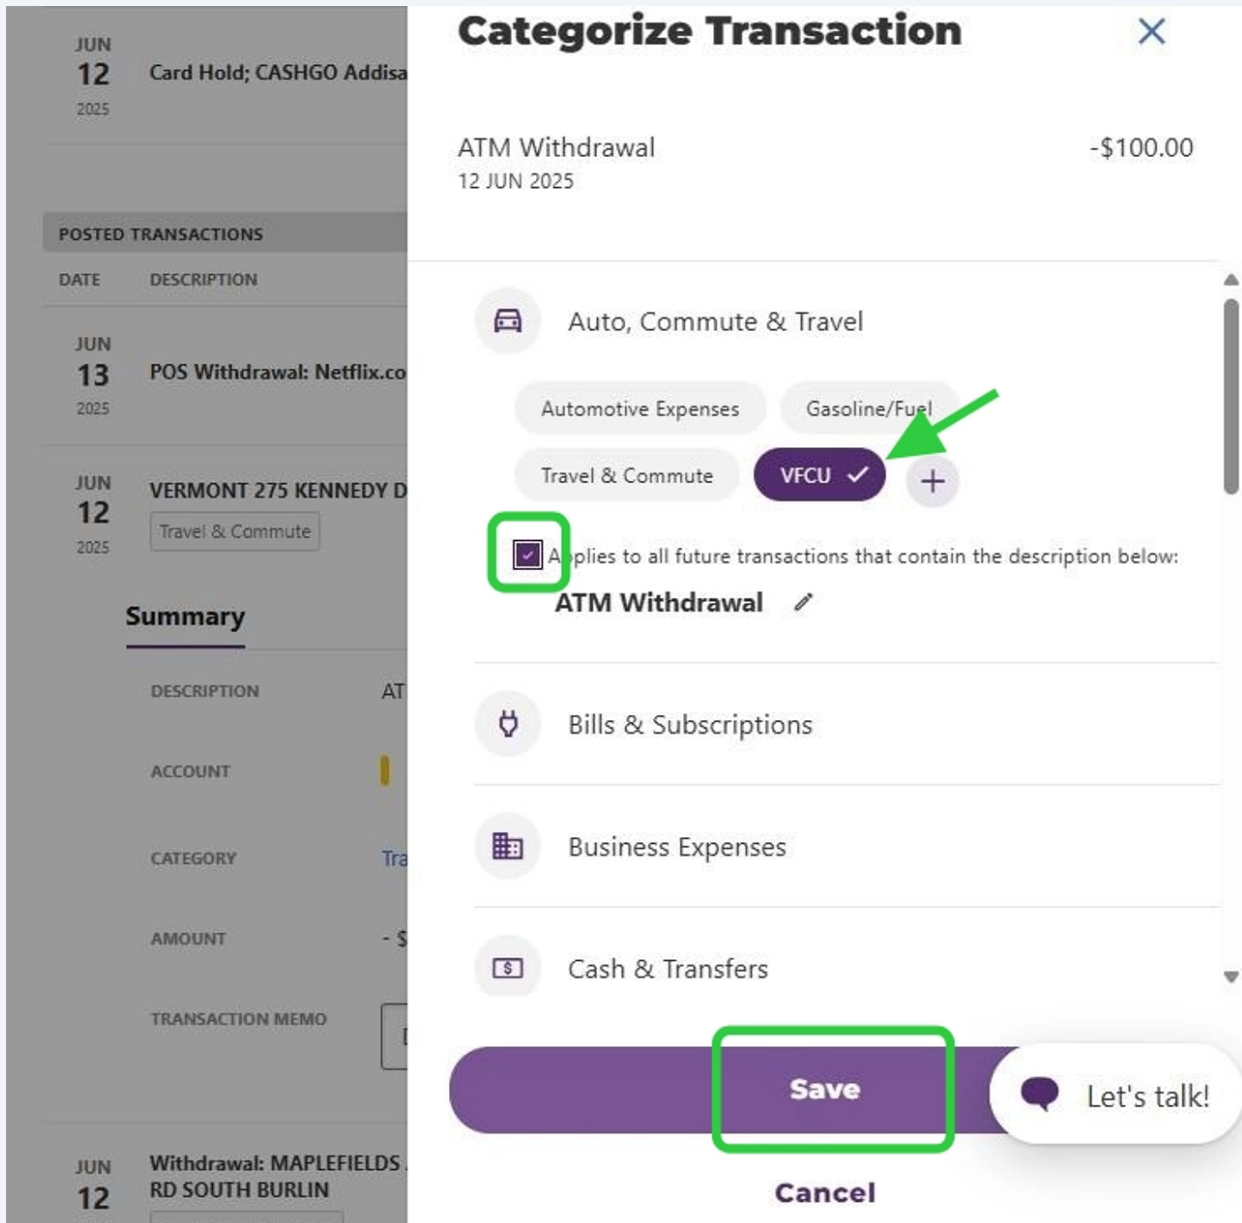 JUN
12
2025
Card Hold; CASHGO Addisa
POSTED TRANSACTIONS
DATE DESCRIPTION
JUN
13
2025
POS Withdrawal: Netflix.co
JUN
12
2025
VERMONT 275 KENNEDY D
Travel & Commute
Summary
DESCRIPTION AT
ACCOUNT
CATEGORY Tra
AMOUNT - $
TRANSACTION MEMO
JUN
12
Withdrawal: MAPLEFIELDS
RD SOUTH BURLIN
Categorize Transaction
ATM Withdrawal -$100.00
12 JUN 2025
Auto, Commute & Travel
Automotive Expenses Gasoline/Fuel
Travel & Commute VFCU +
Applies to all future transactions that contain the description below:
ATM Withdrawal
Bills & Subscriptions
Business Expenses
Cash & Transfers
Save
Let's talk!
Cancel